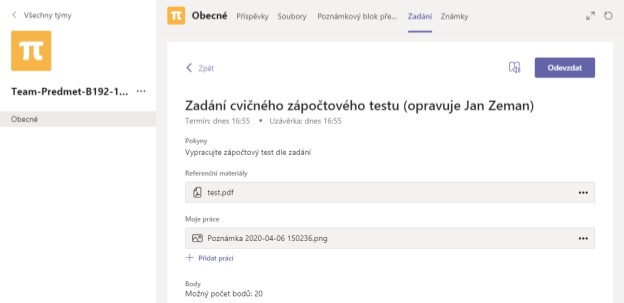 Všechny týmy
π
Team-Predmet-B192-1... ...
Obecné
π Obecné Příspěvky Soubory Poznámkový blok pře... Zadání Známky
Zpět
Odevzdat
Zadání cvičného zápočtového testu (opravuje Jan Zeman)
Termín: dnes 16:55 • Uzávěrka: dnes 16:55
Pokyny
Vypracujte zápočtový test dle zadání
Referenční materiály
test.pdf ...
Moje práce
Poznámka 2020-04-06 150236.png ...
+ Přidat práci
Body
Možný počet bodů: 20